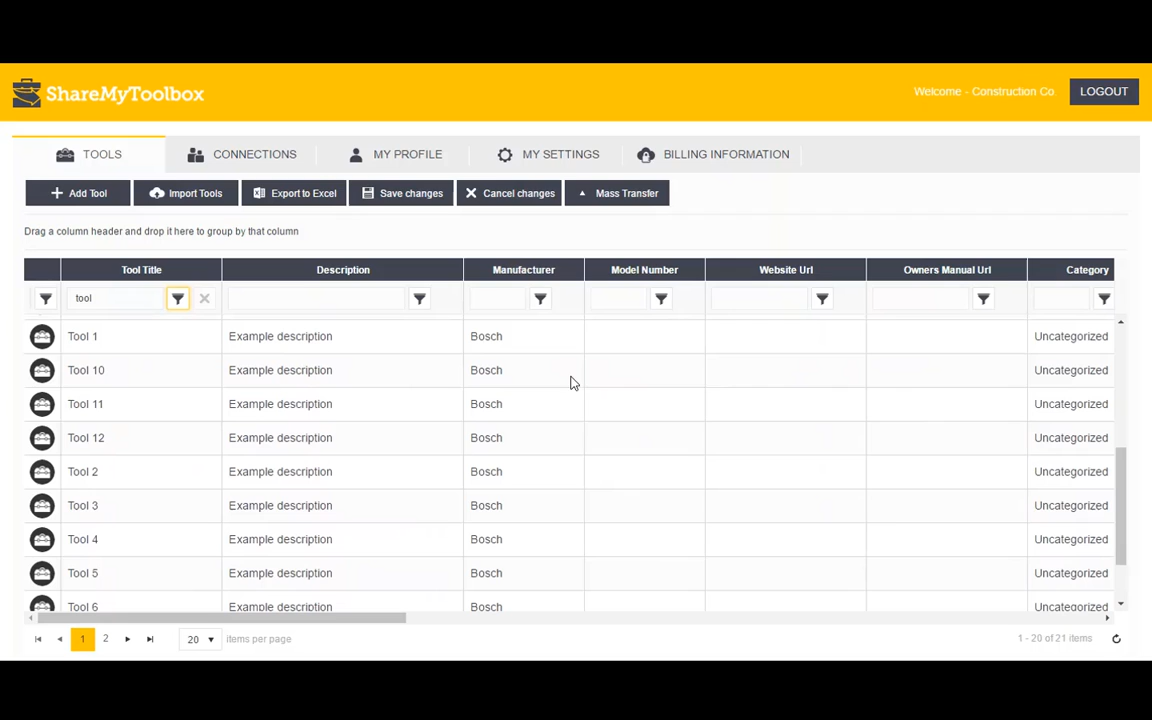 ShareMyToolbox Welcome - Construction Co. LOGOUT
TOOLS CONNECTIONS MY PROFILE MY SETTINGS BILLING INFORMATION
Add Tool Import Tools Export to Excel Save changes Cancel changes Mass Transfer
Drag a column header and drop it here to group by that column
Tool Title Description Manufacturer Model Number Website Url Owners Manual Url Category
tool
Tool 1 Example description Bosch Uncategorized
Tool 10 Example description Bosch Uncategorized
Tool 11 Example description Bosch Uncategorized
Tool 12 Example description Bosch Uncategorized
Tool 2 Example description Bosch Uncategorized
Tool 3 Example description Bosch Uncategorized
Tool 4 Example description Bosch Uncategorized
Tool 5 Example description Bosch Uncategorized
Tool 6 Example description Bosch Uncategorized
1 2 20 items per page 1 - 20 of 21 items